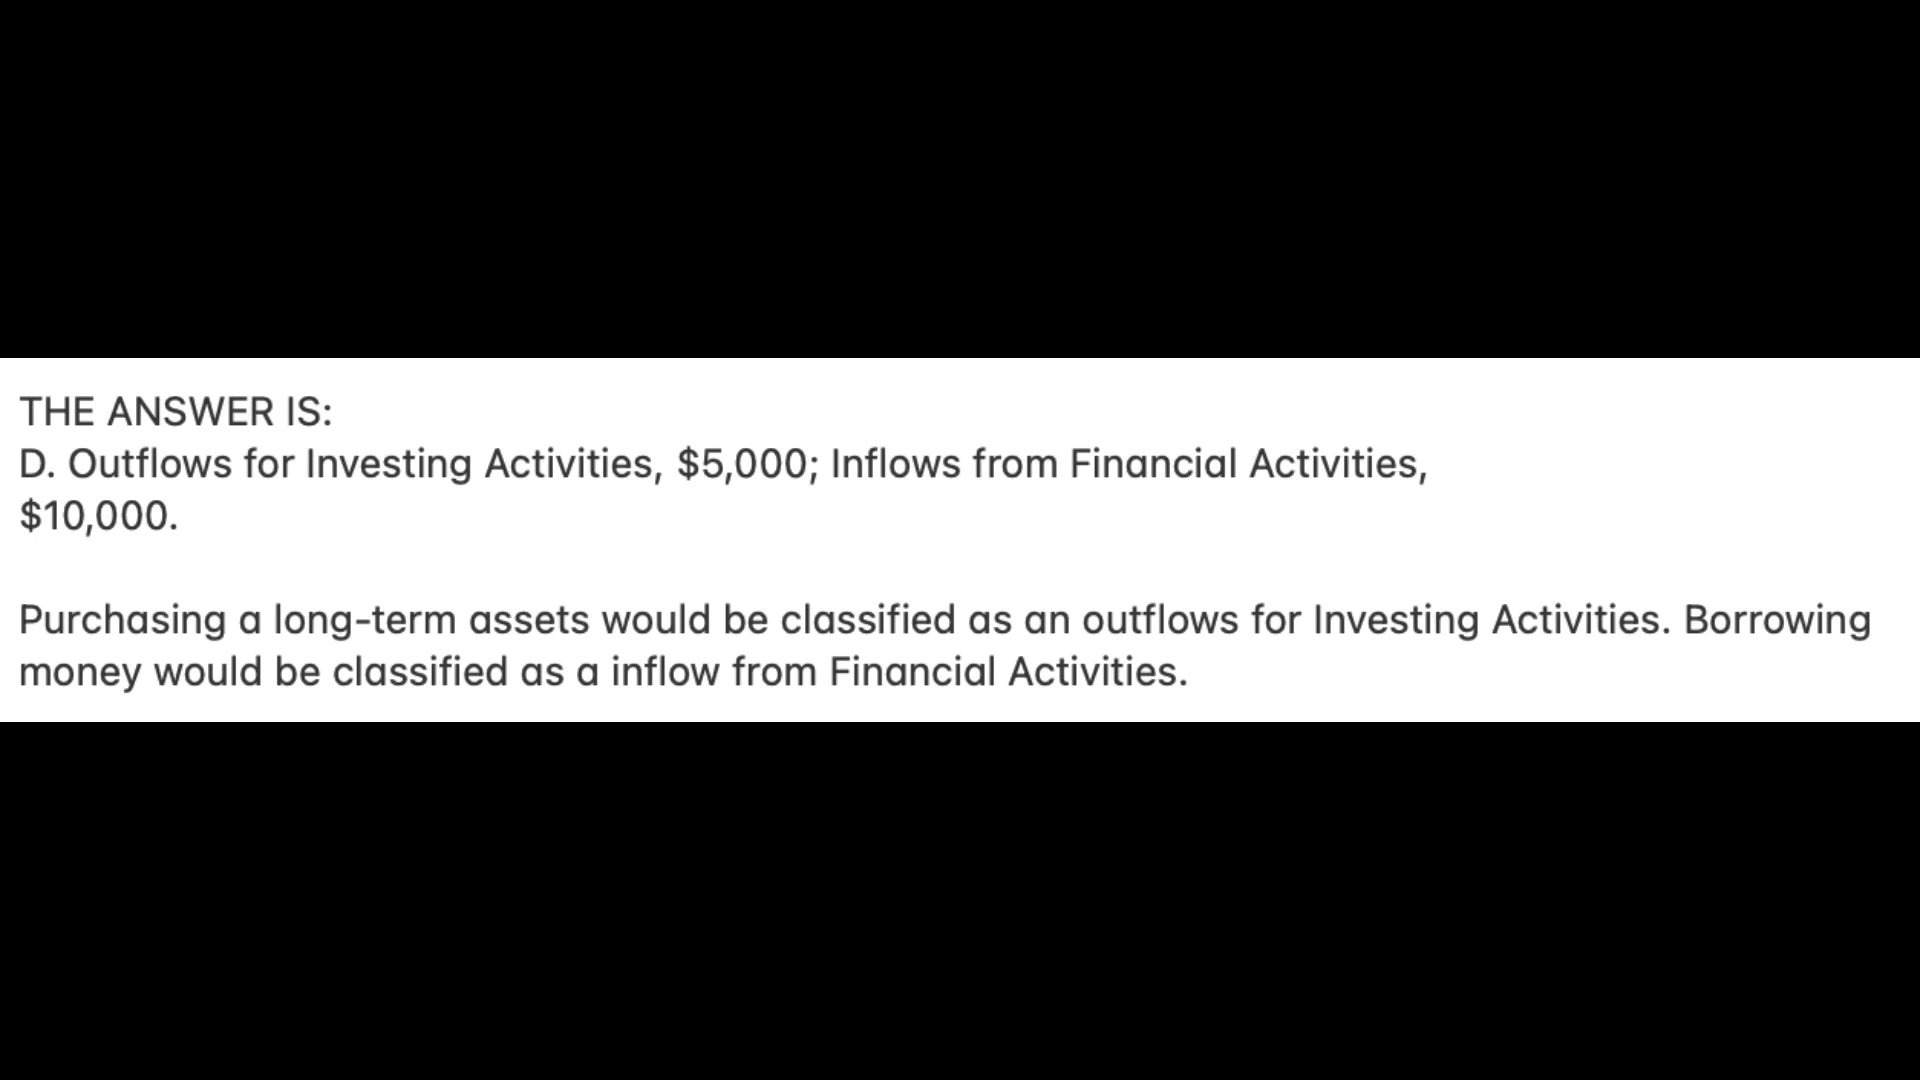 THE ANSWER IS:
D. Outflows for Investing Activities, $5,000; Inflows from Financial Activities,
$10,000.
Purchasing a long-term assets would be classified as an outflows for Investing Activities. Borrowing
money would be classified as a inflow from Financial Activities.